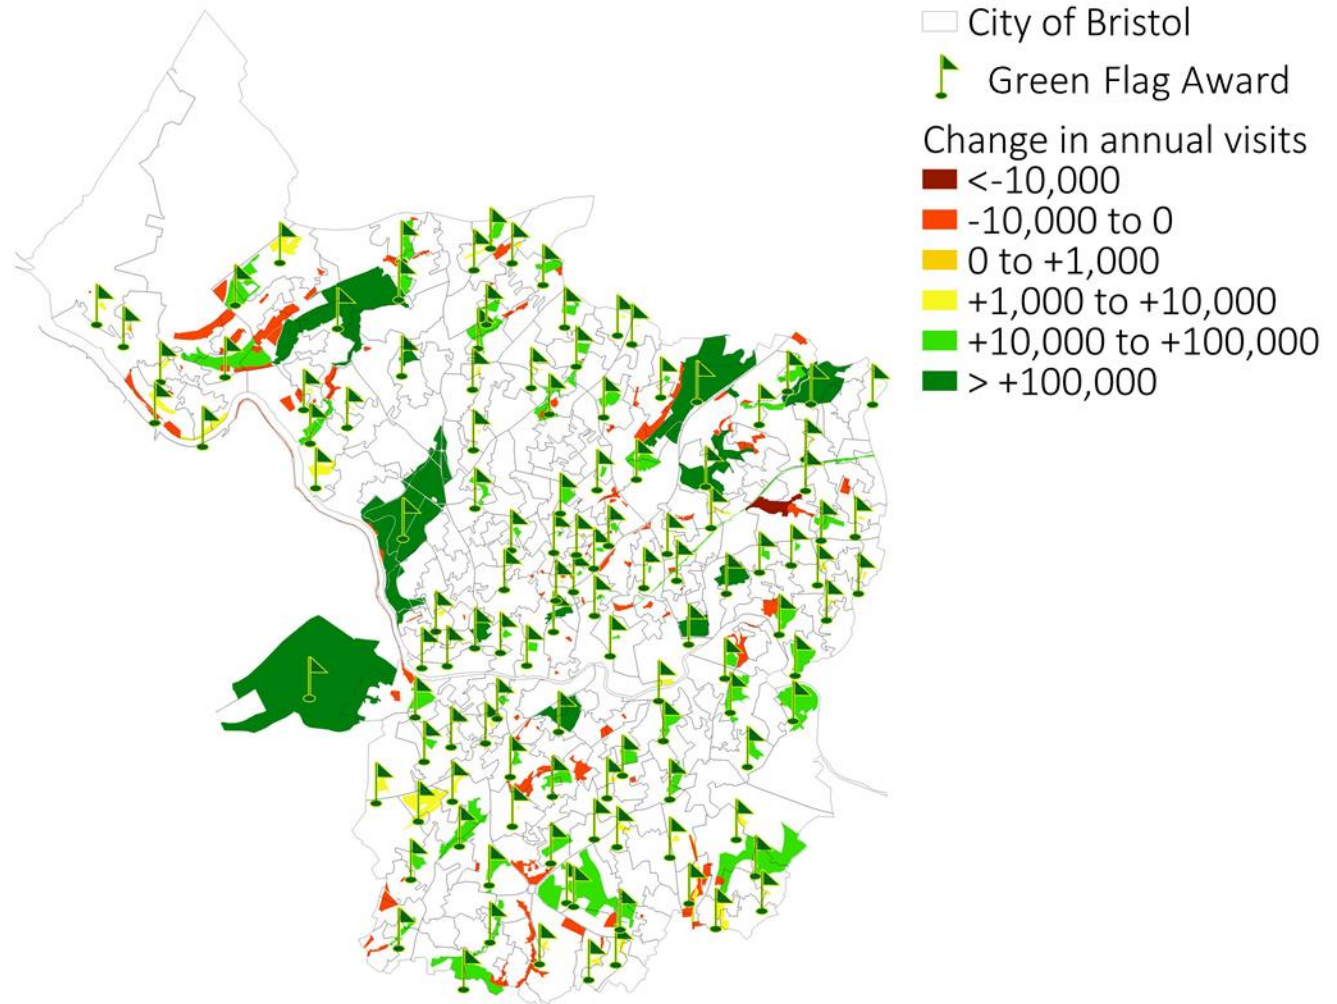 City of Bristol
Green Flag Award
Change in annual visits
<-10,000
-10,000 to 0
0 to +1,000
+1,000 to +10,000
+10,000 to +100,000
> +100,000